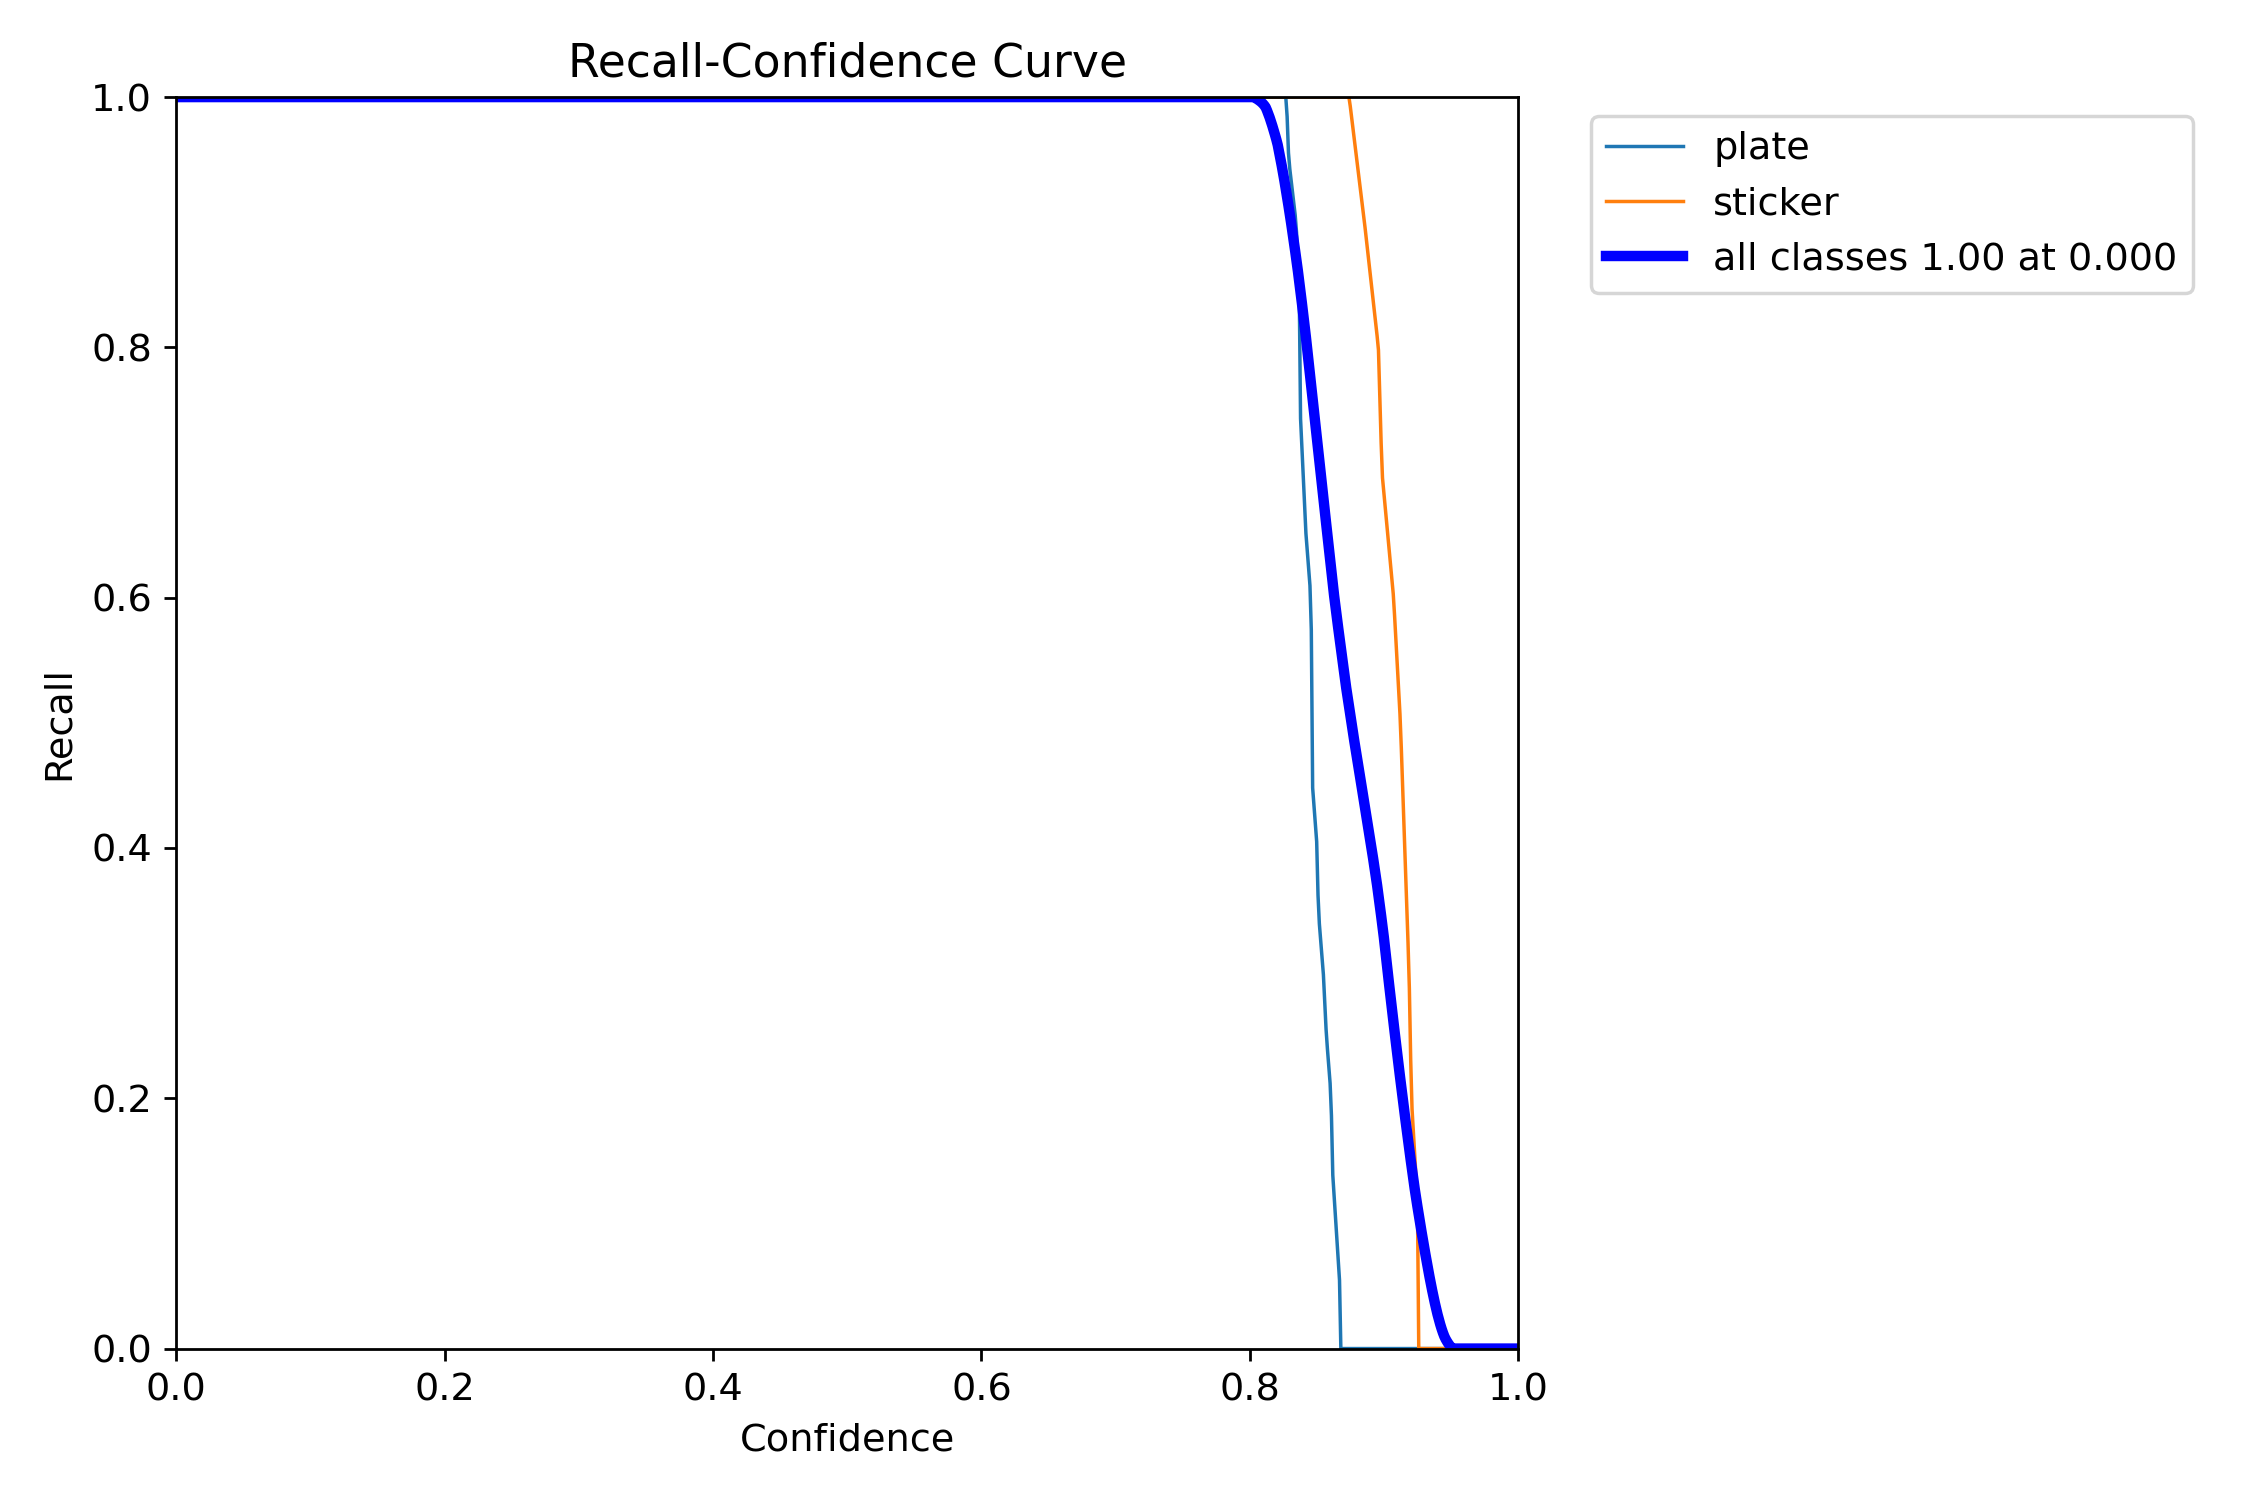 Recall-Confidence Curve
1.0
0.8
0.6
0.4
0.2
0.0
Recall
0.0 0.2 0.4 0.6 0.8 1.0
Confidence
plate
sticker
all classes 1.00 at 0.000